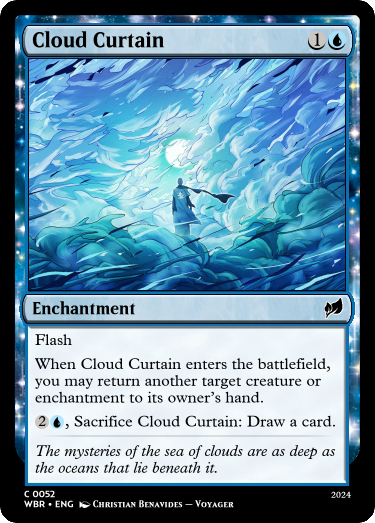 Cloud Curtain 1
Enchantment
Flash
When Cloud Curtain enters the battlefield,
you may return another target creature or
enchantment to its owner's hand.
2, Sacrifice Cloud Curtain: Draw a card.
The mysteries of the sea of clouds are as deep as
the oceans that lie beneath it.
C 0052
2024
WBR • ENG Christian Benavides — Voyager